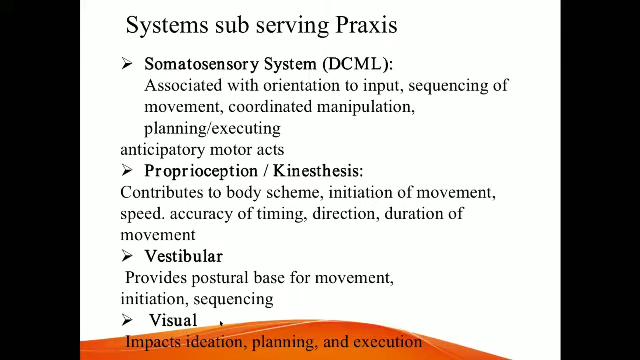 Systems sub serving Praxis
➢ Somatosensory System (DCML):
Associated with orientation to input, sequencing of
movement, coordinated manipulation,
planning/executing
anticipatory motor acts
➢ Proprioception / Kinesthesis:
Contributes to body scheme, initiation of movement,
speed. accuracy of timing, direction, duration of
movement
➢ Vestibular
Provides postural base for movement,
initiation, sequencing
➢ Visual
Impacts ideation, planning, and execution